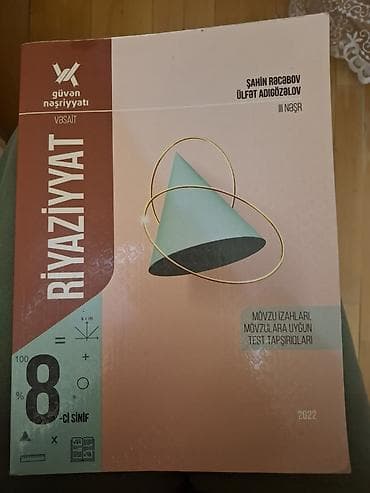 güvən
nəşriyyatı
VƏSAİT
ŞAHİN RƏCƏBOV
ÜLFƏT ADIGÖZƏLOV
III NƏŞR
RİYAZİYYAT
MÖVZU İZAHLARI,
MÖVZULARA UYĞUN
TEST TAPŞIRIQLARI
100
%
8
-Cİ SİNİF
2022